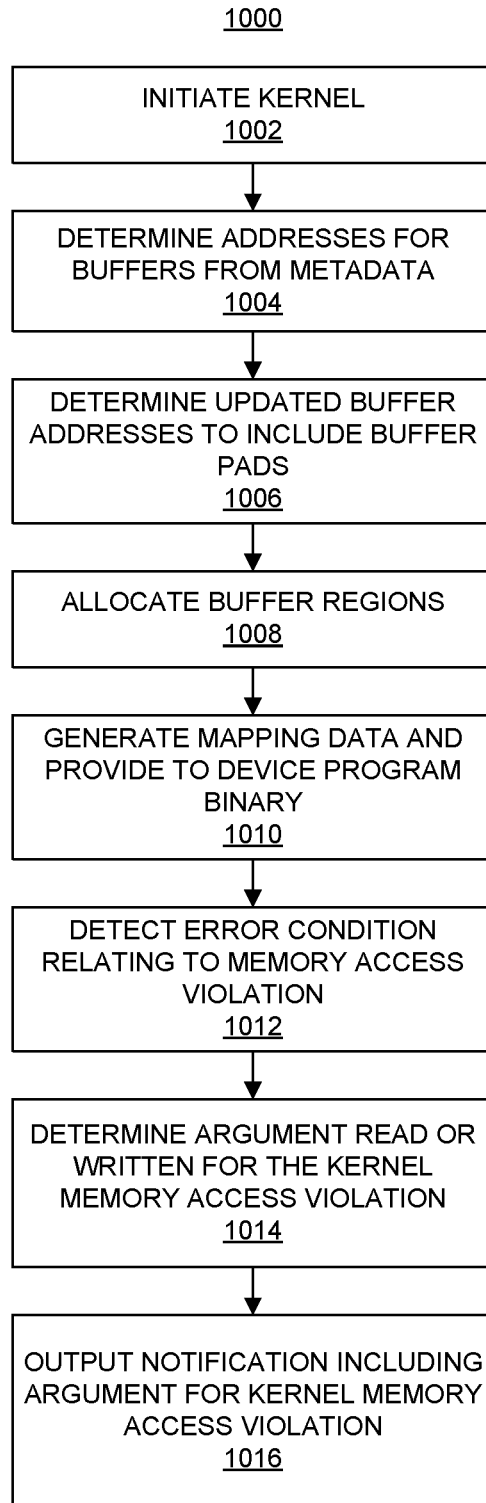 1000
INITIATE KERNEL
1002
DETERMINE ADDRESSES FOR
BUFFERS FROM METADATA
1004
DETERMINE UPDATED BUFFER
ADDRESSES TO INCLUDE BUFFER
PADS
1006
ALLOCATE BUFFER REGIONS
1008
GENERATE MAPPING DATA AND
PROVIDE TO DEVICE PROGRAM
BINARY
1010
DETECT ERROR CONDITION
RELATING TO MEMORY ACCESS
VIOLATION
1012
DETERMINE ARGUMENT READ OR
WRITTEN FOR THE KERNEL
MEMORY ACCESS VIOLATION
1014
OUTPUT NOTIFICATION INCLUDING
ARGUMENT FOR KERNEL MEMORY
ACCESS VIOLATION
1016